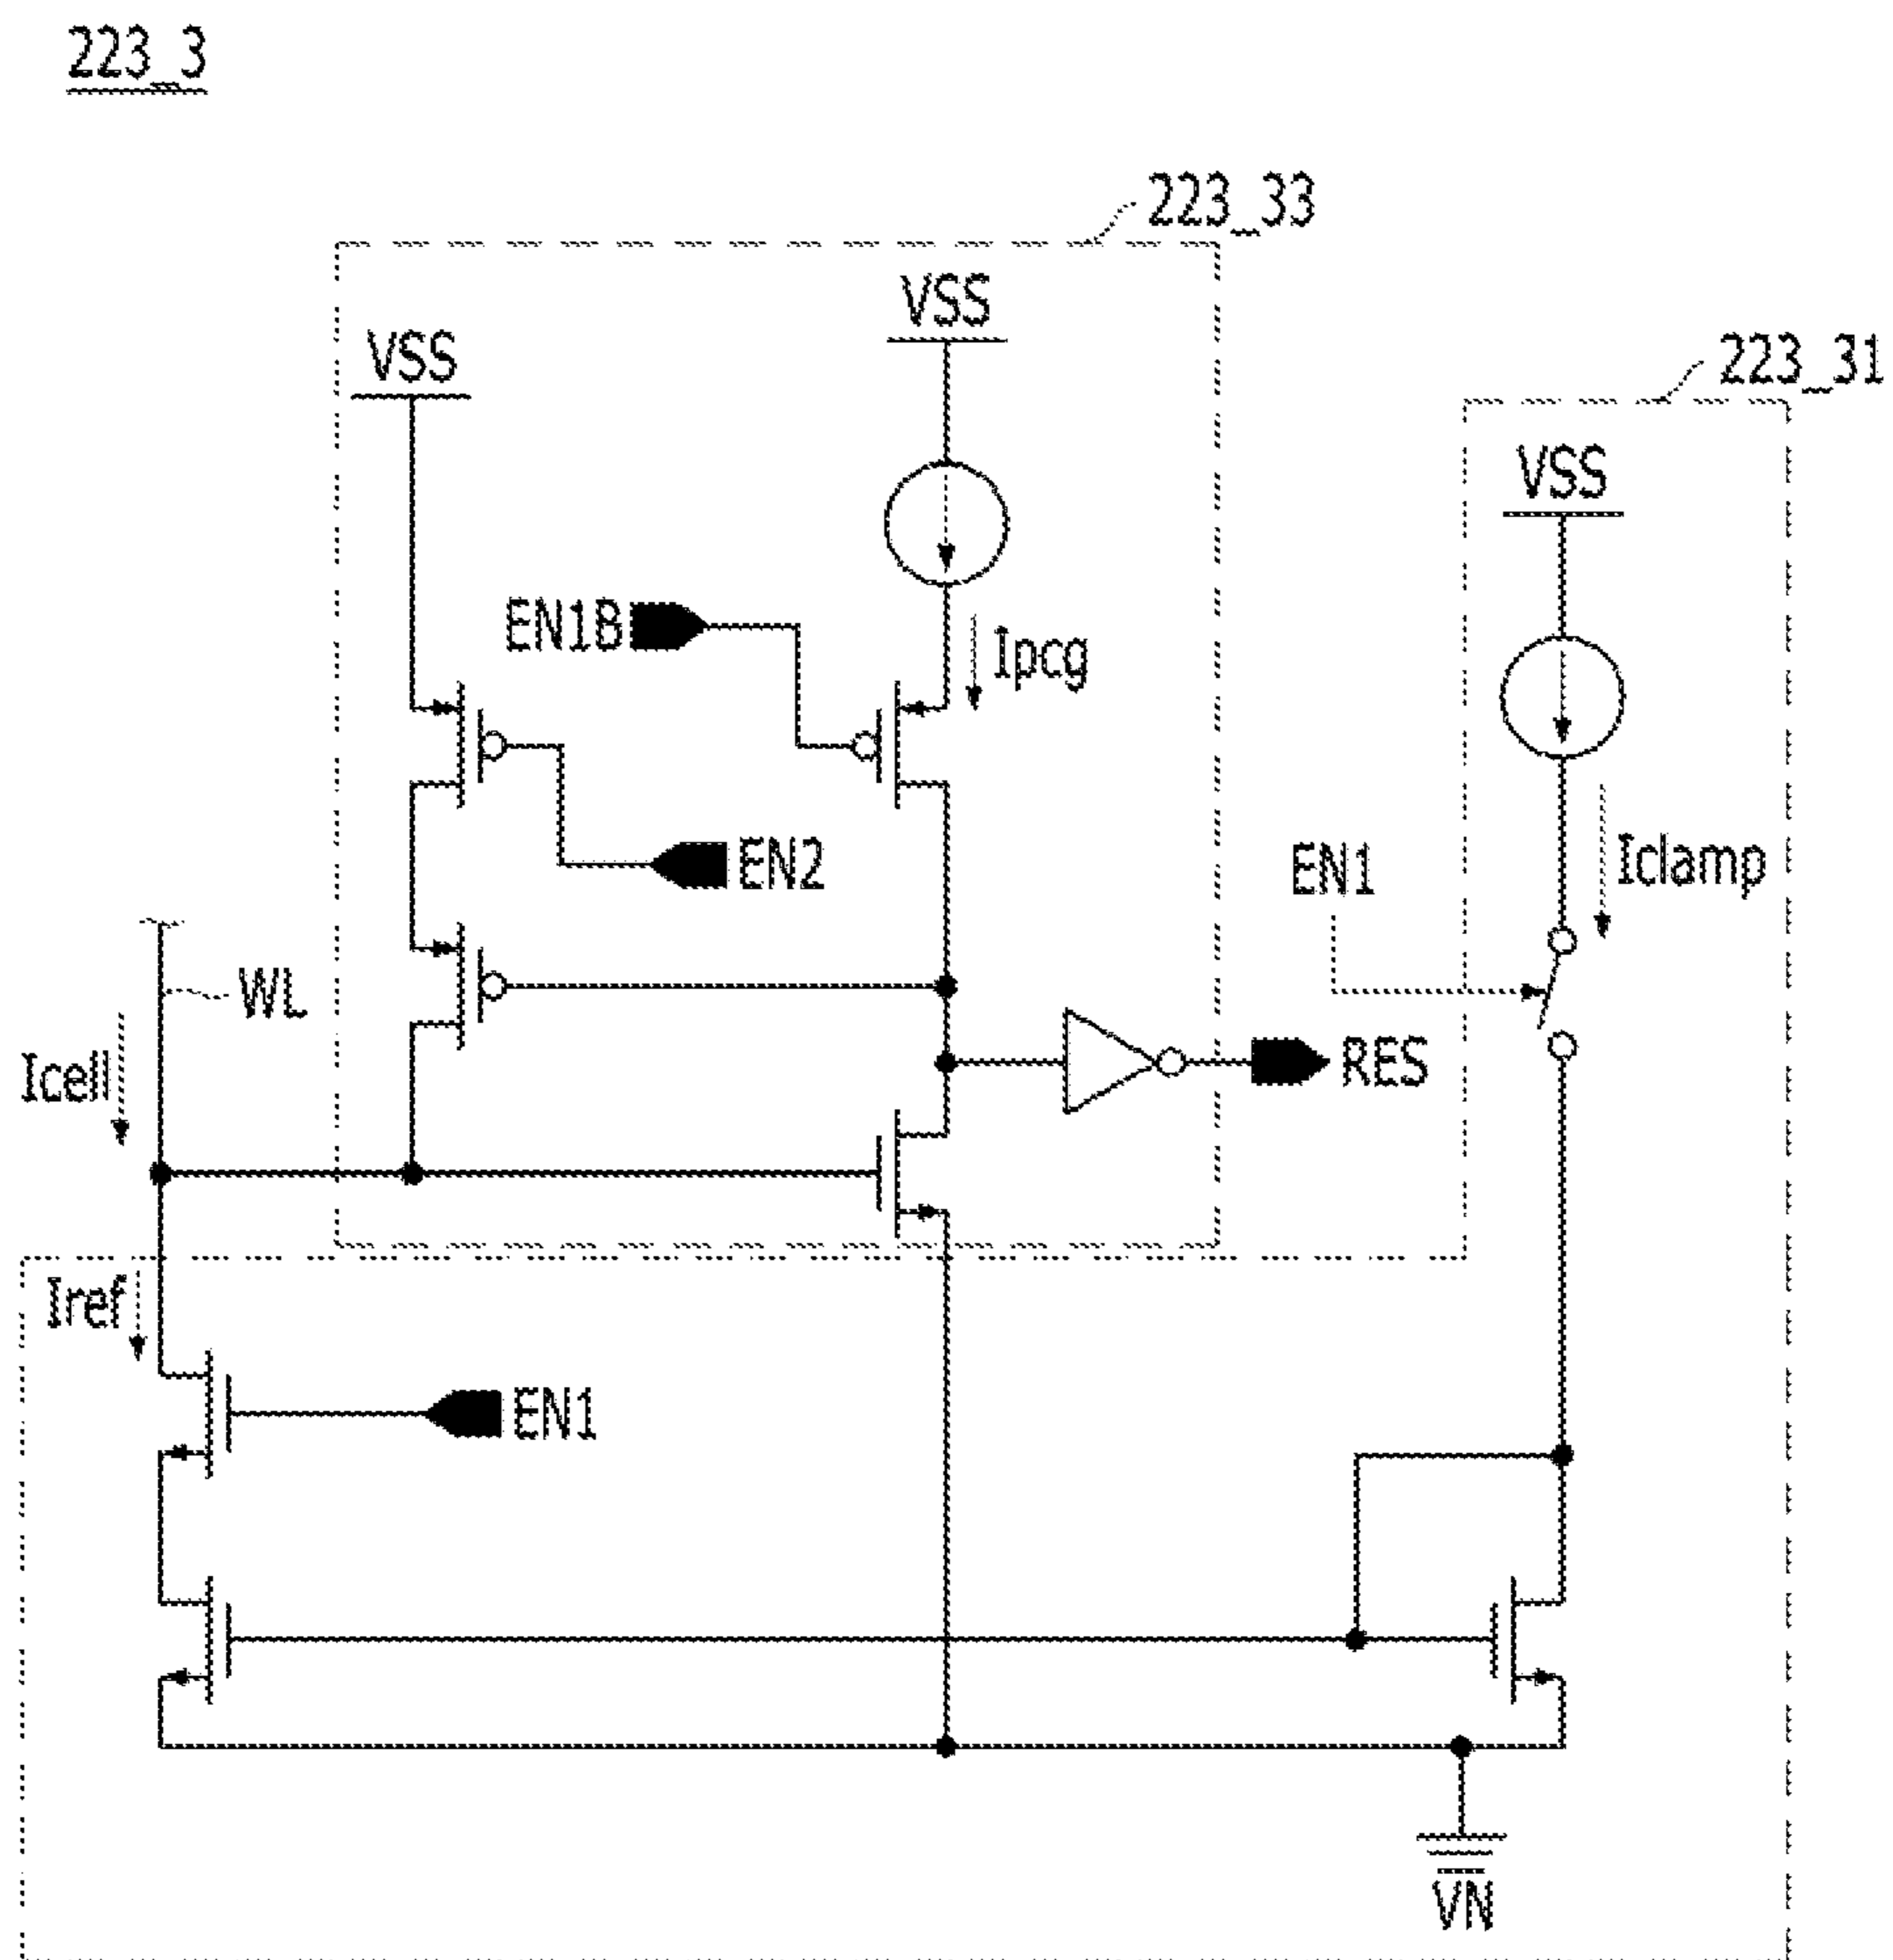 223_3
223_33
VSS
VSS
223_31
VSS
EN1B
Ipcg
EN2
EN1
Iclamp
WL
Icell
RES
Iref
EN1
VN